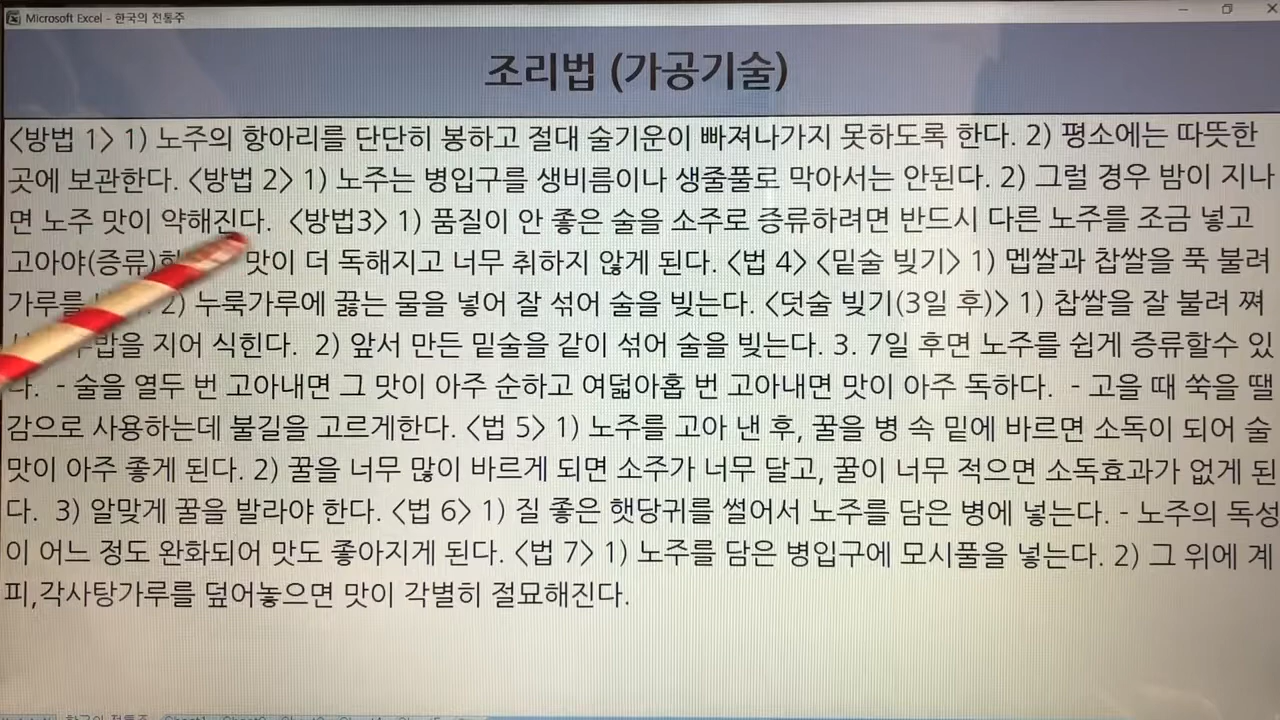 Microsoft Excel - 한국의 전통주
조리법 (가공기술)
<방법 1> 1) 노주의 항아리를 단단히 봉하고 절대 술기운이 빠져나가지 못하도록 한다. 2) 평소에는 따뜻한
곳에 보관한다. <방법 2> 1) 노주는 병입구를 생비름이나 생줄풀로 막아서는 안된다. 2) 그럴 경우 밤이 지나
면 노주 맛이 약해진다. <방법3> 1) 품질이 안 좋은 술을 소주로 증류하려면 반드시 다른 노주를 조금 넣고
고아야(증류) 맛이 더 독해지고 너무 취하지 않게 된다. <법 4> <밑술 빚기> 1) 멥쌀과 찹쌀을 푹 불려
가루를 2) 누룩가루에 끓는 물을 넣어 잘 섞어 술을 빚는다. <덧술 빚기(3일 후)> 1) 찹쌀을 잘 불려 쪄
지어 식힌다. 2) 앞서 만든 밑술을 같이 섞어 술을 빚는다. 3. 7일 후면 노주를 쉽게 증류할수 있
다. - 술을 열두 번 고아내면 그 맛이 아주 순하고 여덟아홉 번 고아내면 맛이 아주 독하다. - 고을 때 쑥을 땔
감으로 사용하는데 불길을 고르게한다. <법 5> 1) 노주를 고아 낸 후, 꿀을 병 속 밑에 바르면 소독이 되어 술
맛이 아주 좋게 된다. 2) 꿀을 너무 많이 바르게 되면 소주가 너무 달고, 꿀이 너무 적으면 소독효과가 없게 된
다. 3) 알맞게 꿀을 발라야 한다. <법 6> 1) 질 좋은 햇당귀를 썰어서 노주를 담은 병에 넣는다. - 노주의 독성
이 어느 정도 완화되어 맛도 좋아지게 된다. <법 7> 1) 노주를 담은 병입구에 모시풀을 넣는다. 2) 그 위에 계
피,각사탕가루를 덮어놓으면 맛이 각별히 절묘해진다.